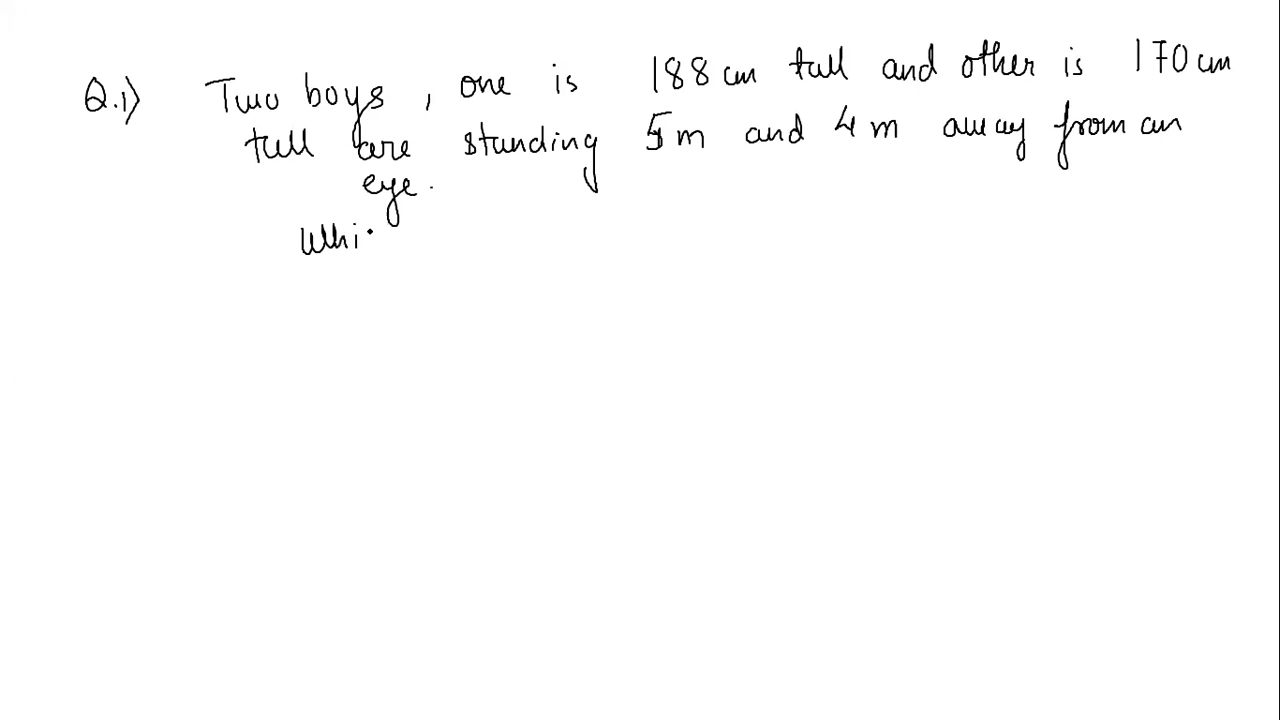 Q.1) Two boys, one is 188 cm tall and other is 170 cm
tall are standing 5 m and 4 m away from an
eye.
Whi